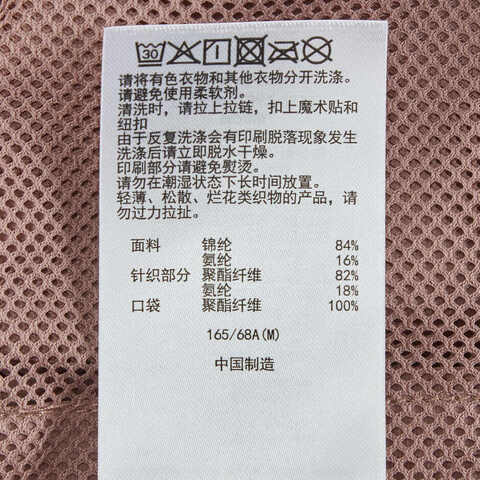 30
请将有色衣物和其他衣物分开洗涤。
请避免使用柔软剂。
清洗时，请拉上拉链，扣上魔术贴和
纽扣
由于反复洗涤会有印刷脱落现象发生
洗涤后请立即脱水干燥。
印刷部分请避免熨烫。
请勿在潮湿状态下长时间放置。
轻薄、松散、烂花类织物的产品，请
勿过力拉扯。
面料 锦纶 84%
氨纶 16%
针织部分 聚酯纤维 82%
氨纶 18%
口袋 聚酯纤维 100%
165/68A(M)
中国制造